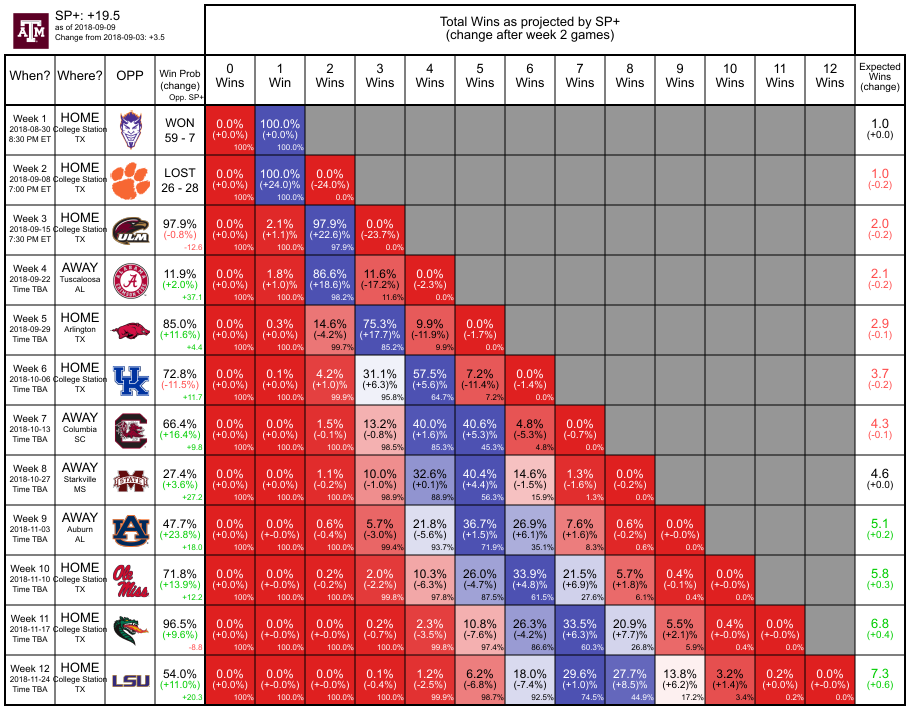 SP+: +19.5
as of 2018-09-09
Change from 2018-09-03: +3.5
Total Wins as projected by SP+
(change after week 2 games)
When? Where? OPP Win Prob (change) Opp. SP+ 0 Wins 1 Win 2 Wins 3 Wins 4 Wins 5 Wins 6 Wins 7 Wins 8 Wins 9 Wins 10 Wins 11 Wins 12 Wins Expected Wins (change)
Week 1 HOME WON 0.0% 100.0% 1.0
2018-08-30 College Station 59 - 7 (+0.0%) (+0.0%) (+0.0)
8:30 PM ET TX 100% 100.0%
Week 2 HOME LOST 0.0% 100.0% 0.0% 1.0
2018-09-08 College Station 26 - 28 (+0.0%) (+24.0)% (-24.0%) (-0.2)
7:00 PM ET TX 100% 100.0% 0.0%
Week 3 HOME ULM 97.9% 0.0% 2.1% 97.9% 0.0% 2.0
2018-09-15 College Station (-0.8%) (+0.0%) (+1.1)% (+22.6)% (-23.7%) (-0.2)
7:30 PM ET TX -12.6 100% 100.0% 97.9% 0.0%
Week 4 AWAY A 11.9% 0.0% 1.8% 86.6% 11.6% 0.0% 2.1
2018-09-22 Tuscaloosa (+2.0%) (+0.0%) (+1.0)% (+18.6)% (-17.2%) (-2.3%) (-0.2)
Time TBA AL +37.1 100% 100.0% 98.2% 11.6% 0.0%
Week 5 HOME 85.0% 0.0% 0.3% 14.6% 75.3% 9.9% 0.0% 2.9
2018-09-29 Arlington (+11.6%) (+0.0%) (+0.0%) (-4.2%) (+17.7)% (-11.9%) (-1.7%) (-0.1)
Time TBA TX +4.4 100% 100.0% 99.7% 85.2% 9.9% 0.0%
Week 6 HOME UK 72.8% 0.0% 0.1% 4.2% 31.1% 57.5% 7.2% 0.0% 3.7
2018-10-06 College Station (-11.5%) (+0.0%) (+0.0%) (+1.0)% (+6.3)% (+5.6)% (-11.4%) (-1.4%) (-0.2)
Time TBA TX +11.7 100% 100.0% 99.9% 95.8% 64.7% 7.2% 0.0%
Week 7 AWAY 66.4% 0.0% 0.0% 1.5% 13.2% 40.0% 40.6% 4.8% 0.0% 4.3
2018-10-13 Columbia (+16.4%) (+0.0%) (+0.0%) (-0.1%) (-0.8%) (+1.6)% (+5.3)% (-5.3%) (-0.7%) (-0.1)
Time TBA SC +9.8 100% 100.0% 100.0% 98.5% 85.3% 45.3% 4.8% 0.0%
Week 8 AWAY STATE 27.4% 0.0% 0.0% 1.1% 10.0% 32.6% 40.4% 14.6% 1.3% 0.0% 4.6
2018-10-27 Starkville (+3.6%) (+0.0%) (+0.0%) (-0.2%) (-1.0%) (+0.1)% (+4.4)% (-1.5%) (-1.6%) (-0.2%) (+0.0)
Time TBA MS +27.2 100% 100.0% 100.0% 98.9% 88.9% 56.3% 15.9% 1.3% 0.0%
Week 9 AWAY AU 47.7% 0.0% 0.0% 0.6% 5.7% 21.8% 36.7% 26.9% 7.6% 0.6% 0.0% 5.1
2018-11-03 Auburn (+23.8%) (+0.0%) (+-0.0%) (-0.4%) (-3.0%) (-5.6%) (+1.5)% (+6.1)% (+1.6)% (-0.2%) (+-0.0%) (+0.2)
Time TBA AL +18.0 100% 100.0% 100.0% 99.4% 93.7% 71.9% 35.1% 8.3% 0.6% 0.0%
Week 10 HOME Ole Miss 71.8% 0.0% 0.0% 0.2% 2.0% 10.3% 26.0% 33.9% 21.5% 5.7% 0.4% 0.0% 5.8
2018-11-10 College Station (+13.9%) (+0.0%) (+-0.0%) (-0.2%) (-2.2%) (-6.3%) (-4.7%) (+4.8)% (+6.9)% (+1.8)% (-0.1%) (+-0.0%) (+0.3)
Time TBA TX +12.2 100% 100.0% 100.0% 99.8% 97.8% 87.5% 61.5% 27.6% 6.1% 0.4% 0.0%
Week 11 HOME 96.5% 0.0% 0.0% 0.0% 0.2% 2.3% 10.8% 26.3% 33.5% 20.9% 5.5% 0.4% 0.0% 6.8
2018-11-17 College Station (+9.6%) (+0.0%) (+-0.0%) (+-0.0%) (-0.7%) (-3.5%) (-7.6%) (-4.2%) (+6.3)% (+7.7)% (+2.1)% (+-0.0%) (+-0.0%) (+0.4)
Time TBA TX -8.8 100% 100.0% 100.0% 100.0% 99.8% 97.4% 86.6% 60.3% 26.8% 5.9% 0.4% 0.0%
Week 12 HOME LSU 54.0% 0.0% 0.0% 0.0% 0.1% 1.2% 6.2% 18.0% 29.6% 27.7% 13.8% 3.2% 0.2% 0.0% 7.3
2018-11-24 College Station (+11.0%) (+0.0%) (+-0.0%) (+-0.0%) (-0.4%) (-2.5%) (-6.8%) (-7.4%) (+1.0)% (+8.5)% (+6.2)% (+1.4)% (+-0.0%) (+-0.0%) (+0.6)
Time TBA TX +20.3 100% 100.0% 100.0% 100.0% 99.9% 98.7% 92.5% 74.5% 44.9% 17.2% 3.4% 0.2% 0.0%